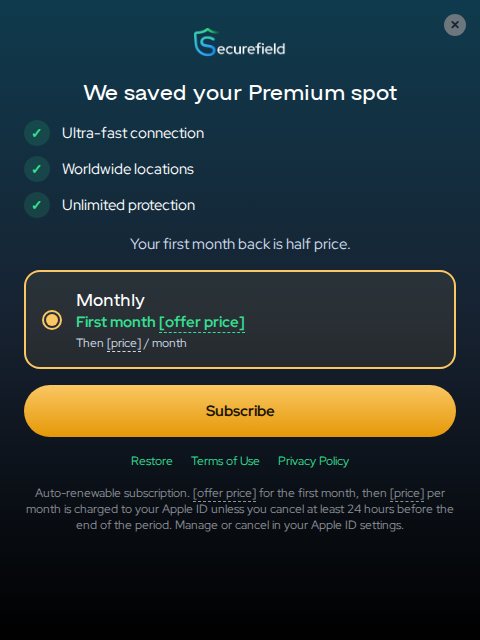 Securefield
We saved your Premium spot
Ultra-fast connection
Worldwide locations
Unlimited protection
Your first month back is half price.
Monthly
First month [offer price]
Then [price] / month
Subscribe
Restore Terms of Use Privacy Policy
Auto-renewable subscription. [offer price] for the first month, then [price] per
month is charged to your Apple ID unless you cancel at least 24 hours before the
end of the period. Manage or cancel in your Apple ID settings.